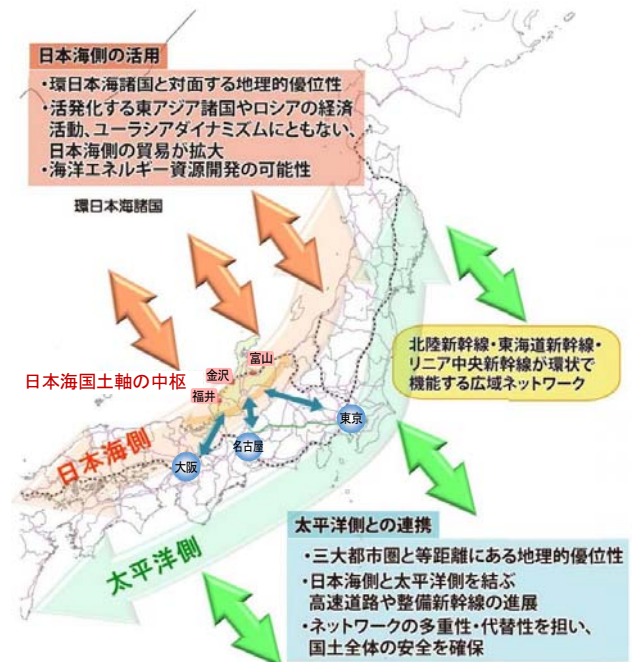 日本海側の活用
・環日本海諸国と対面する地理的優位性
・活発化する東アジア諸国やロシアの経済
活動、ユーラシアダイナミズムにともない、
日本海側の貿易が拡大
・海洋エネルギー資源開発の可能性
環日本海諸国
富山
金沢
日本海国土軸の中枢
福井
北陸新幹線・東海道新幹線・
リニア中央新幹線が環状で
機能する広域ネットワーク
東京
名古屋
大阪
日本海側
太平洋側
太平洋側との連携
・三大都市圏と等距離にある地理的優位性
・日本海側と太平洋側を結ぶ
高速道路や整備新幹線の進展
・ネットワークの多重性・代替性を担い、
国土全体の安全を確保